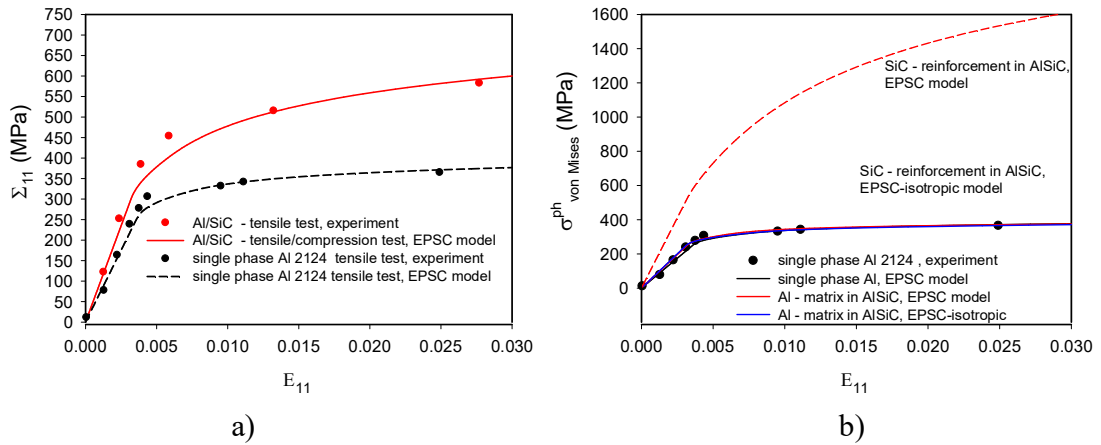 750
700
650
600
550
500
450
400
350
300
250
200
150
100
50
0
Σ11 (MPa)
Al/SiC - tensile test, experiment
Al/SiC - tensile/compression test, EPSC model
single phase Al 2124 tensile test, experiment
single phase Al 2124 tensile test, EPSC model
0.000 0.005 0.010 0.015 0.020 0.025 0.030
E11
a)
1600
1400
1200
1000
800
600
400
200
0
σph von Mises (MPa)
SiC - reinforcement in AlSiC,
EPSC model
SiC - reinforcement in AlSiC,
EPSC-isotropic model
single phase Al 2124 , experiment
single phase Al, EPSC model
Al - matrix in AlSiC, EPSC model
Al - matrix in AlSiC, EPSC-isotropic
0.000 0.005 0.010 0.015 0.020 0.025 0.030
E11
b)